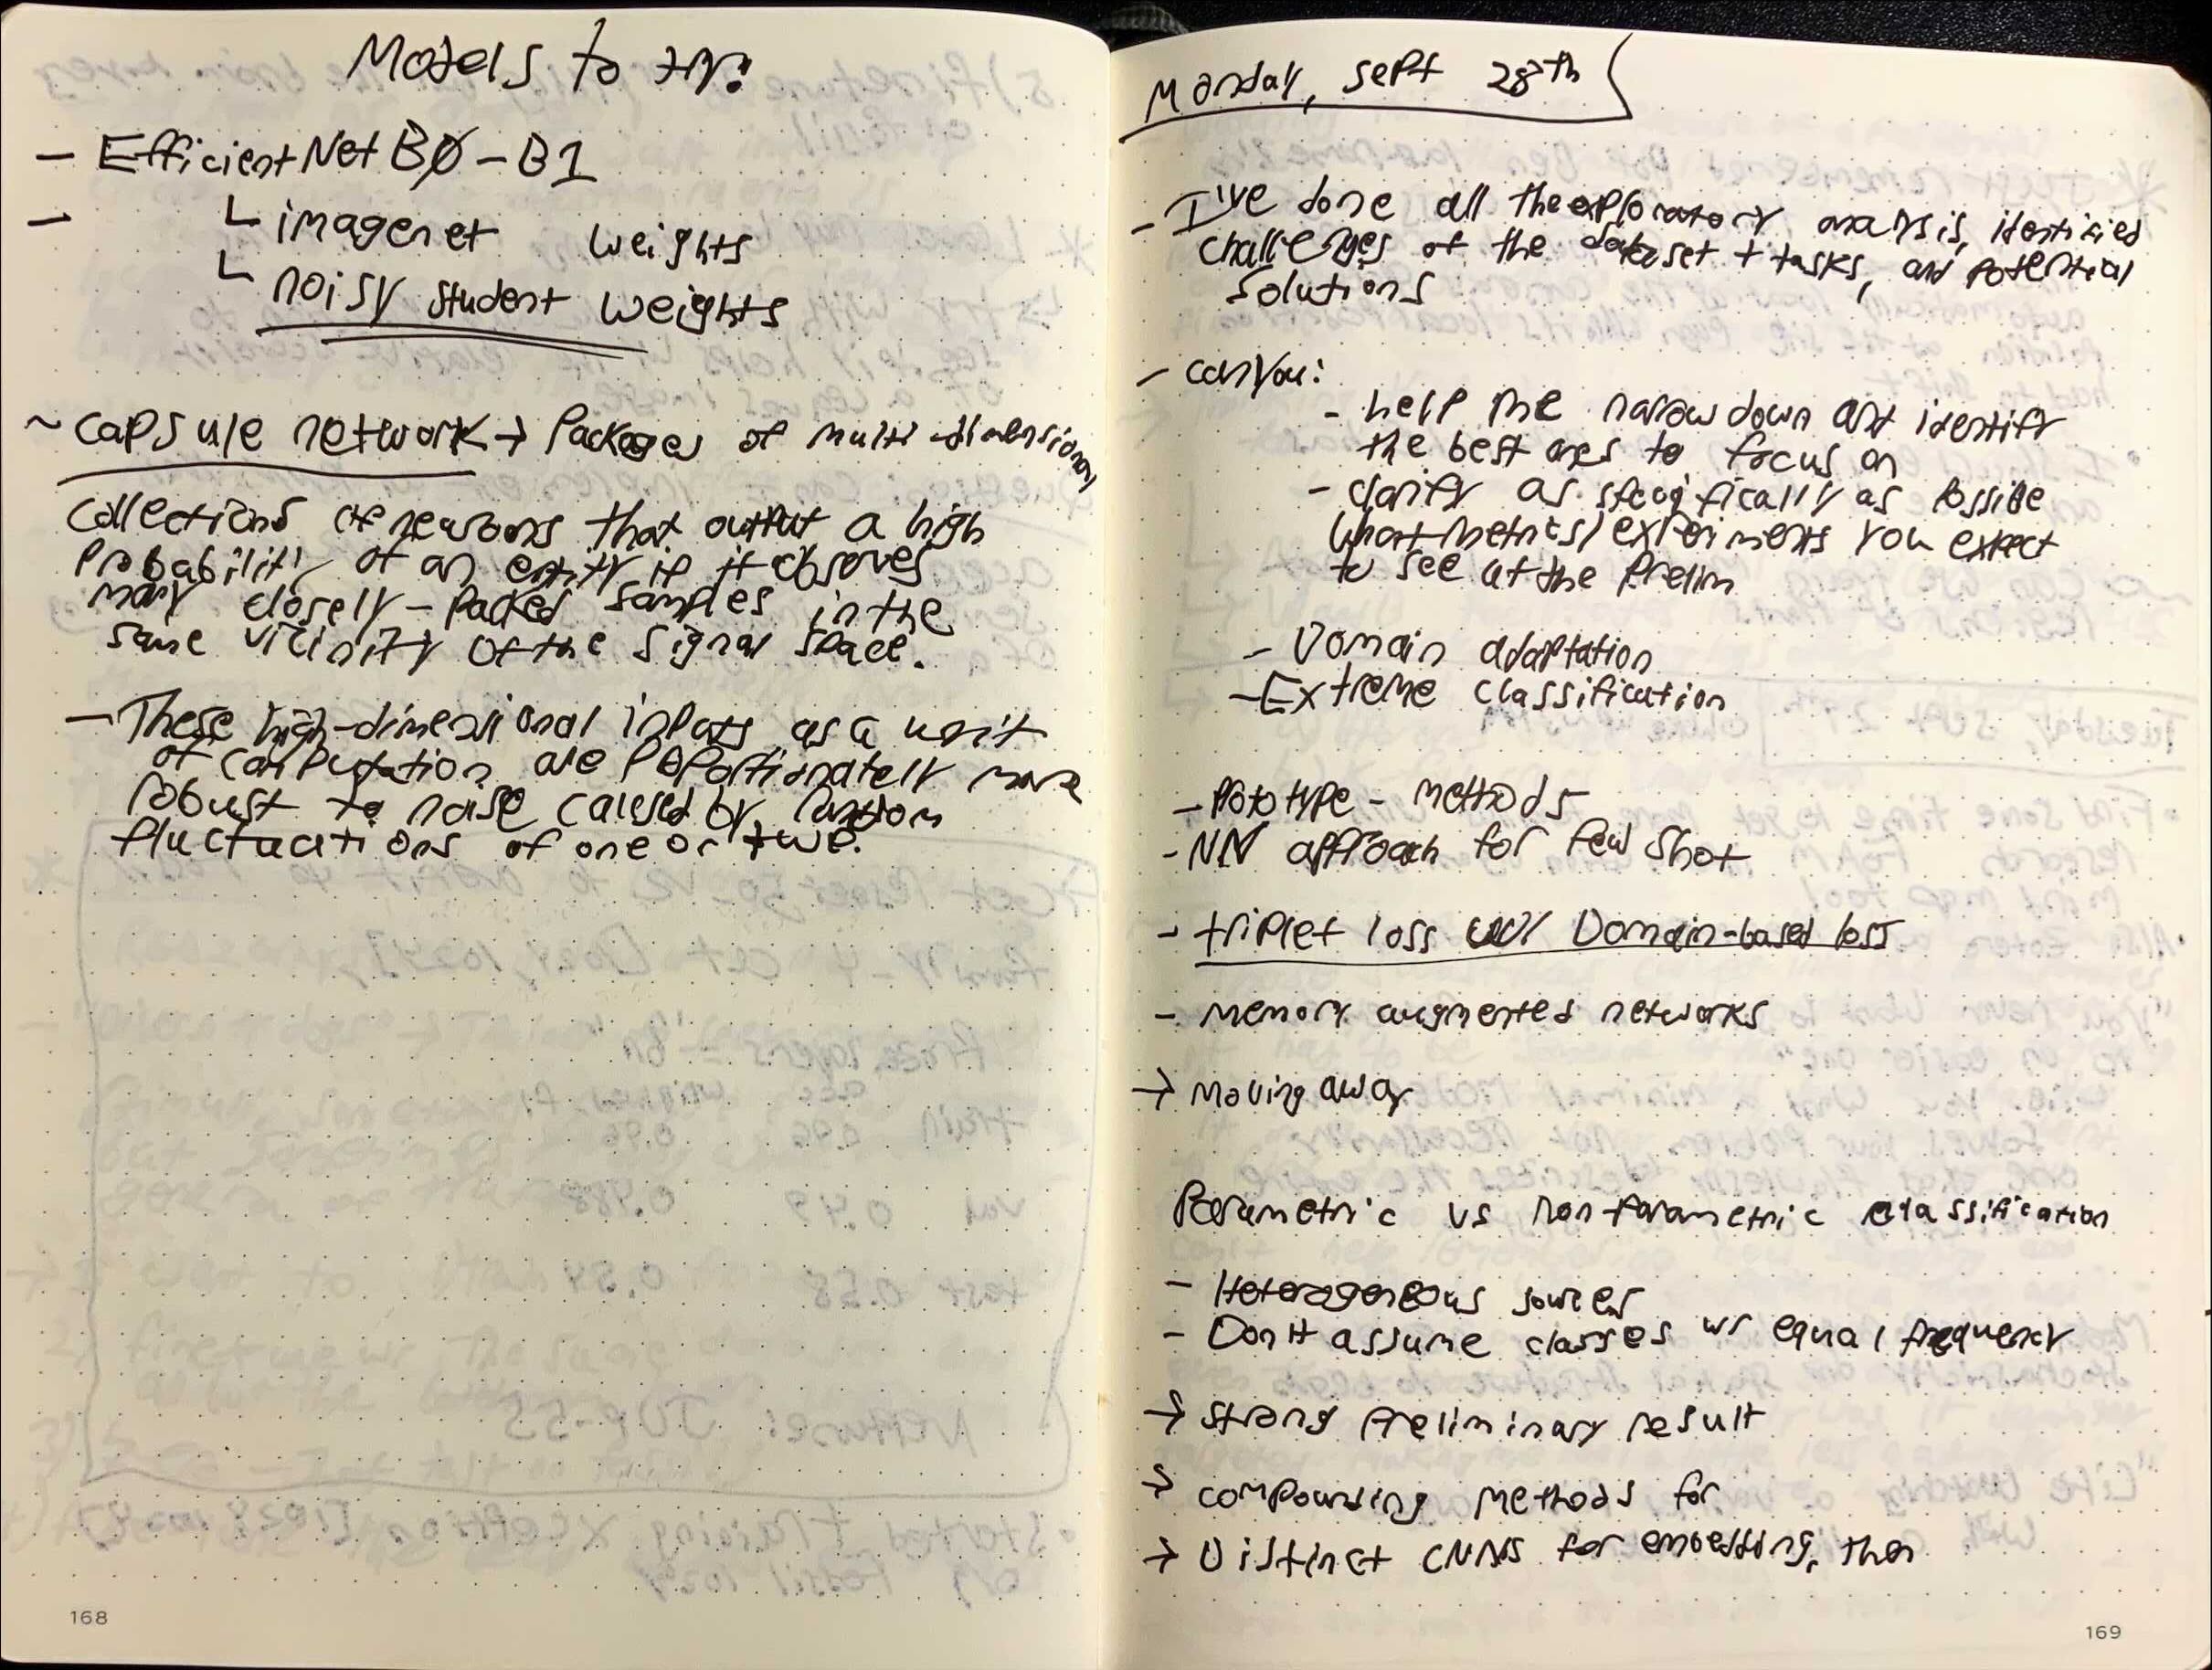 Models to try:
- EfficientNet B0 - B1
- └ imagenet weights
└ noisy student weights
~ capsule network → Packages of multi-dimensional
collections of neurons that output a high
probability of an entity if it observes
many closely-packed samples in the
same vicinity of the signal space.
- These high-dimensional inputs as a unit
of computation are proportionately more
robust to noise caused by random
fluctuations of one or two.
168
Monday, Sept 28th
- I've done all the exploratory analysis, identified
challenges of the dataset + tasks, and potential
solutions
- can you:
- help me narrow down and identify
the best ones to focus on
- clarify as specifically as possible
what metrics/experiments you expect
to see at the prelim
- Domain adaptation
- Extreme classification
- Prototype - methods
- NN approach for few shot
- triplet loss w/ Domain-based loss
- Memory augmented networks
→ Moving away
Parametric vs non-parametric classification
- Heterogeneous sources
- Don't assume classes w/ equal frequency
→ strong preliminary result
→ compounding methods for
→ Distinct CNNs for embedding, then
169